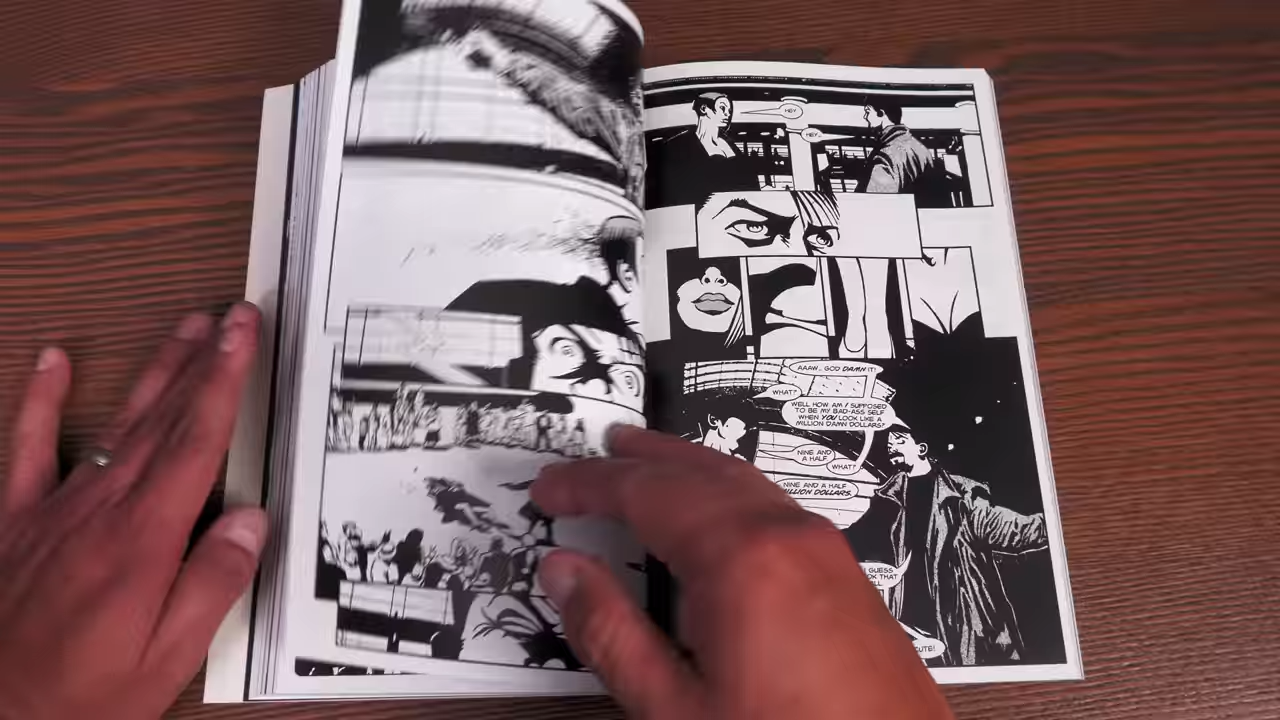 HEY
HEY..
AAAW.. GOD DAMN IT!
WHAT?
WELL HOW AM I SUPPOSED
TO BE MY BAD-ASS SELF
WHEN YOU LOOK LIKE A
MILLION DAMN DOLLARS?
NINE AND
A HALF.
WHAT?
NINE AND A HALF
MILLION DOLLARS.
I GUESS
THAT
CUTE!